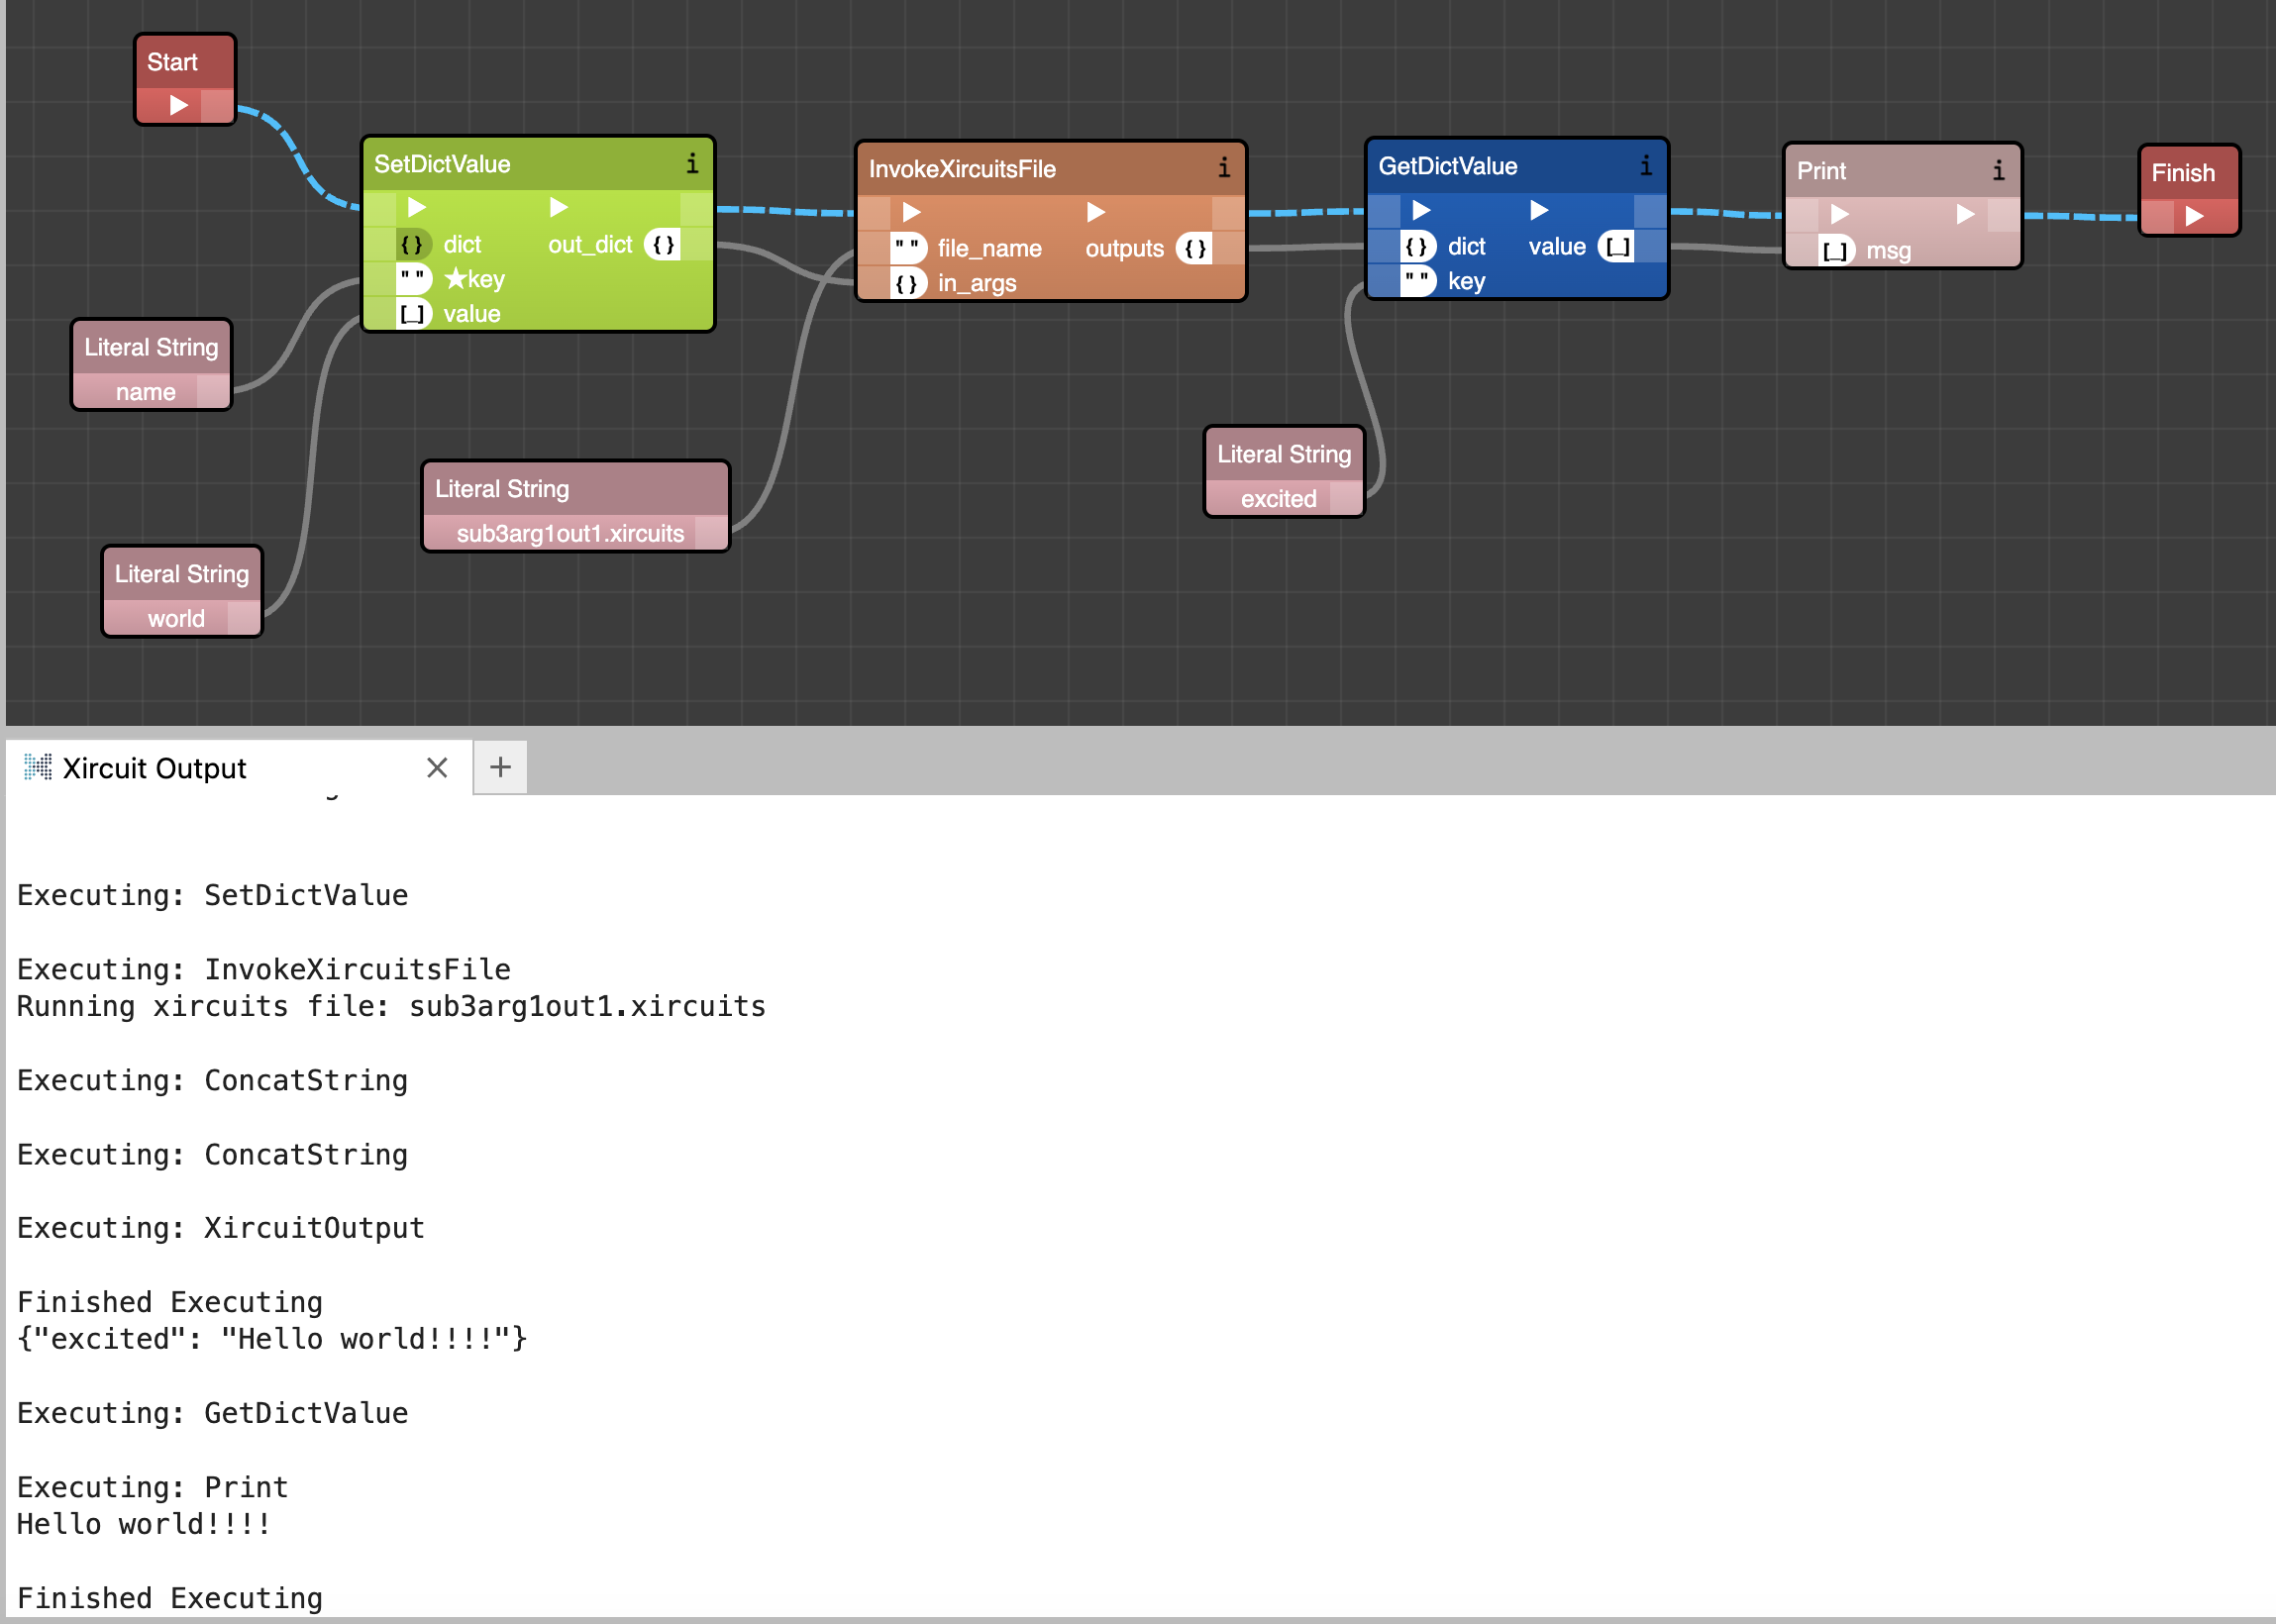 Start
SetDictValue i
dict out_dict { }
{ }
" " ★key
[_] value
InvokeXircuitsFile i
" " file_name outputs { }
{ } in_args
GetDictValue i
{ } dict value [_]
" " key
Print i
[_] msg
Finish
Literal String
name
Literal String
sub3arg1out1.xircuits
Literal String
excited
Literal String
world
Xircuit Output
Executing: SetDictValue
Executing: InvokeXircuitsFile
Running xircuits file: sub3arg1out1.xircuits
Executing: ConcatString
Executing: ConcatString
Executing: XircuitOutput
Finished Executing
{"excited": "Hello world!!!!"}
Executing: GetDictValue
Executing: Print
Hello world!!!!
Finished Executing